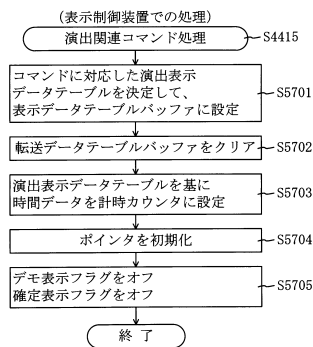 (表示制御装置での処理)
演出関連コマンド処理
S4415
コマンドに対応した演出表示
データテーブルを決定して、
表示データテーブルバッファに設定
S5701
転送データテーブルバッファをクリア
S5702
演出表示データテーブルを基に
時間データを計時カウンタに設定
S5703
ポインタを初期化
S5704
デモ表示フラグをオフ
確定表示フラグをオフ
S5705
終了